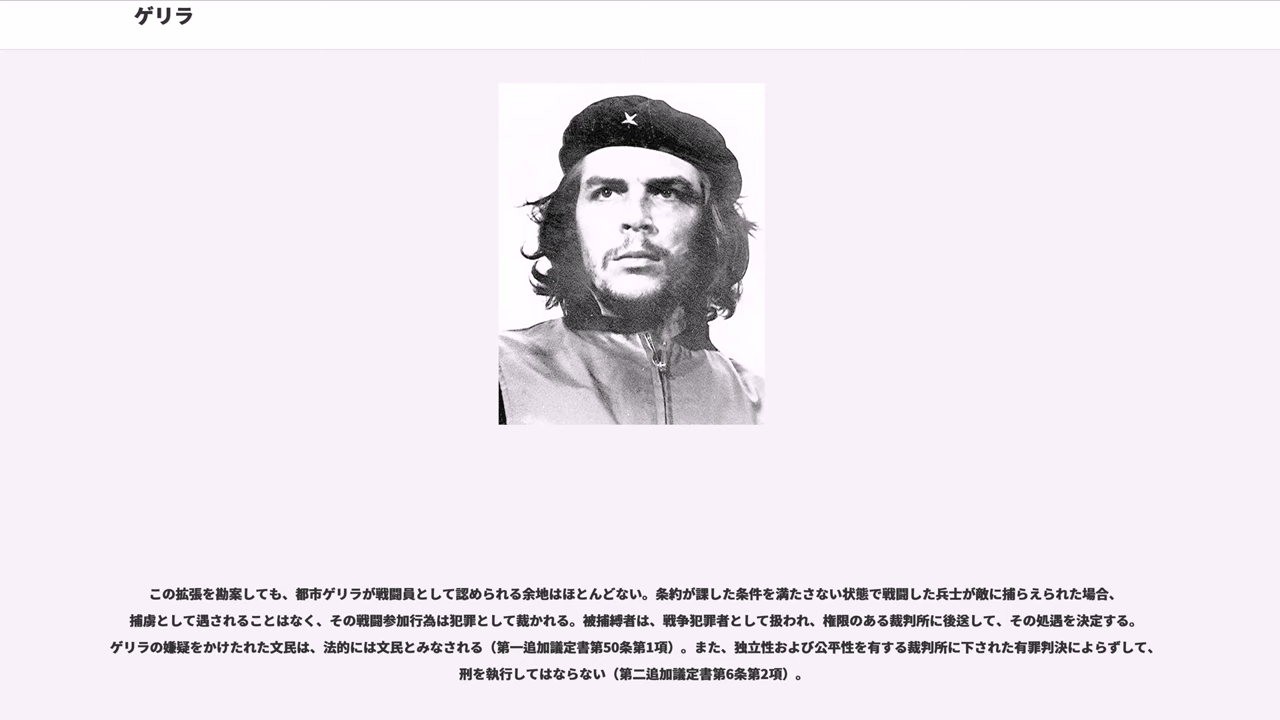 ゲリラ
この拡張を勘案しても、都市ゲリラが戦闘員として認められる余地はほとんどない。条約が課した条件を満たさない状態で戦闘した兵士が敵に捕らえられた場合、
捕虜として遇されることはなく、その戦闘参加行為は犯罪として裁かれる。被捕縛者は、戦争犯罪者として扱われ、権限のある裁判所に後送して、その処遇を決定する。
ゲリラの嫌疑をかけたれた文民は、法的には文民とみなされる（第一追加議定書第50条第1項）。また、独立性および公平性を有する裁判所に下された有罪判決によらずして、
刑を執行してはならない（第二追加議定書第6条第2項）。